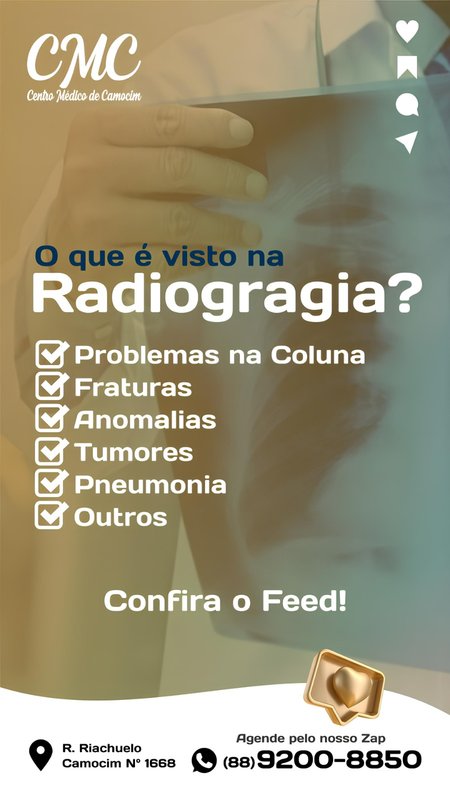 CMC
Centro Médico de Camocim
O que é visto na
Radiogragia?
Problemas na Coluna
Fraturas
Anomalias
Tumores
Pneumonia
Outros
Confira o Feed!
R. Riachuelo
Camocim Nº 1668
Agende pelo nosso Zap
(88)9200-8850